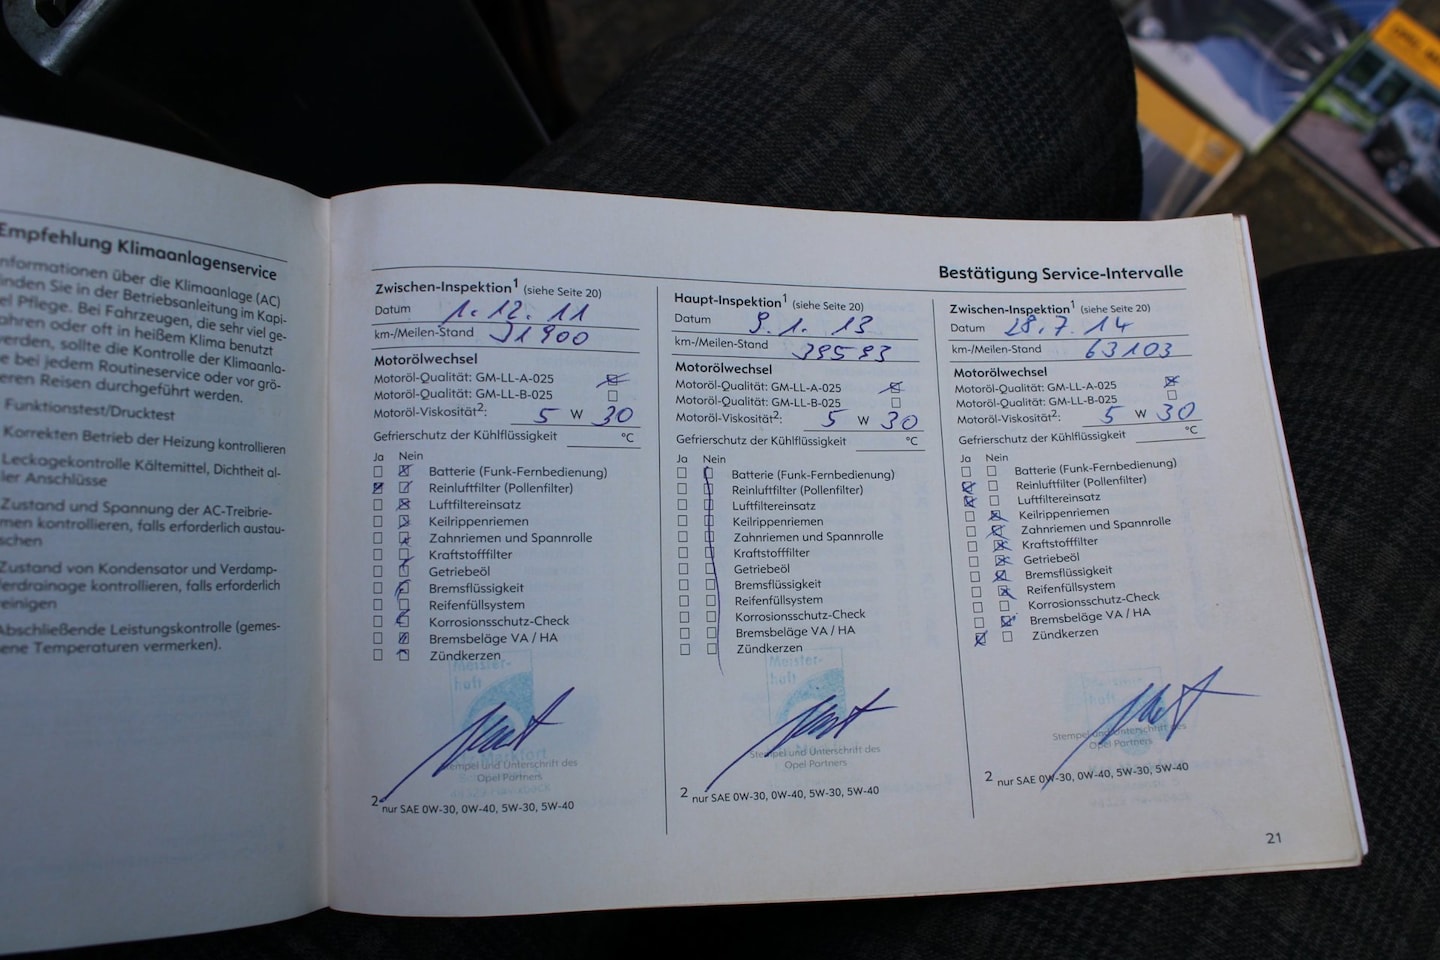 Empfehlung Klimaanlagenservice
Informationen über die Klimaanlage (AC)
finden Sie in der Betriebsanleitung im Kapi-
tel Pflege. Bei Fahrzeugen, die sehr viel ge-
fahren oder oft in heißem Klima benutzt
werden, sollte die Kontrolle der Klimaanla-
ge bei jedem Routineservice oder vor grö-
ßeren Reisen durchgeführt werden.
Funktionstest/Drucktest
Korrekten Betrieb der Heizung kontrollieren
Leckagekontrolle Kältemittel, Dichtheit al-
ler Anschlüsse
Zustand und Spannung der AC-Treibrie-
men kontrollieren, falls erforderlich austau-
schen
Zustand von Kondensator und Verdamp-
ferdrainage kontrollieren, falls erforderlich
reinigen
Abschließende Leistungskontrolle (gemes-
sene Temperaturen vermerken).
Bestätigung Service-Intervalle
Zwischen-Inspektion1 (siehe Seite 20)
Datum 1.12.11
km-/Meilen-Stand 31900
Motorölwechsel
Motoröl-Qualität: GM-LL-A-025
Motoröl-Qualität: GM-LL-B-025
Motoröl-Viskosität2: 5 W 30
Gefrierschutz der Kühlflüssigkeit °C
Ja Nein
Batterie (Funk-Fernbedienung)
Reinluftfilter (Pollenfilter)
Luftfiltereinsatz
Keilrippenriemen
Zahnriemen und Spannrolle
Kraftstofffilter
Getriebeöl
Bremsflüssigkeit
Reifenfüllsystem
Korrosionsschutz-Check
Bremsbeläge VA / HA
Zündkerzen
Meister-
haft
Stempel und Unterschrift des
Opel Partners
2 nur SAE 0W-30, 0W-40, 5W-30, 5W-40
Haupt-Inspektion1 (siehe Seite 20)
Datum 9.1.13
km-/Meilen-Stand 39593
Motorölwechsel
Motoröl-Qualität: GM-LL-A-025
Motoröl-Qualität: GM-LL-B-025
Motoröl-Viskosität2: 5 W 30
Gefrierschutz der Kühlflüssigkeit °C
Ja Nein
Batterie (Funk-Fernbedienung)
Reinluftfilter (Pollenfilter)
Luftfiltereinsatz
Keilrippenriemen
Zahnriemen und Spannrolle
Kraftstofffilter
Getriebeöl
Bremsflüssigkeit
Reifenfüllsystem
Korrosionsschutz-Check
Bremsbeläge VA / HA
Zündkerzen
Meister-
haft
Stempel und Unterschrift des
Opel Partners
2 nur SAE 0W-30, 0W-40, 5W-30, 5W-40
Zwischen-Inspektion1 (siehe Seite 20)
Datum 28.7.14
km-/Meilen-Stand 63103
Motorölwechsel
Motoröl-Qualität: GM-LL-A-025
Motoröl-Qualität: GM-LL-B-025
Motoröl-Viskosität2: 5 W 30
Gefrierschutz der Kühlflüssigkeit °C
Ja Nein
Batterie (Funk-Fernbedienung)
Reinluftfilter (Pollenfilter)
Luftfiltereinsatz
Keilrippenriemen
Zahnriemen und Spannrolle
Kraftstofffilter
Getriebeöl
Bremsflüssigkeit
Reifenfüllsystem
Korrosionsschutz-Check
Bremsbeläge VA / HA
Zündkerzen
Stempel und Unterschrift des
Opel Partners
2 nur SAE 0W-30, 0W-40, 5W-30, 5W-40
21